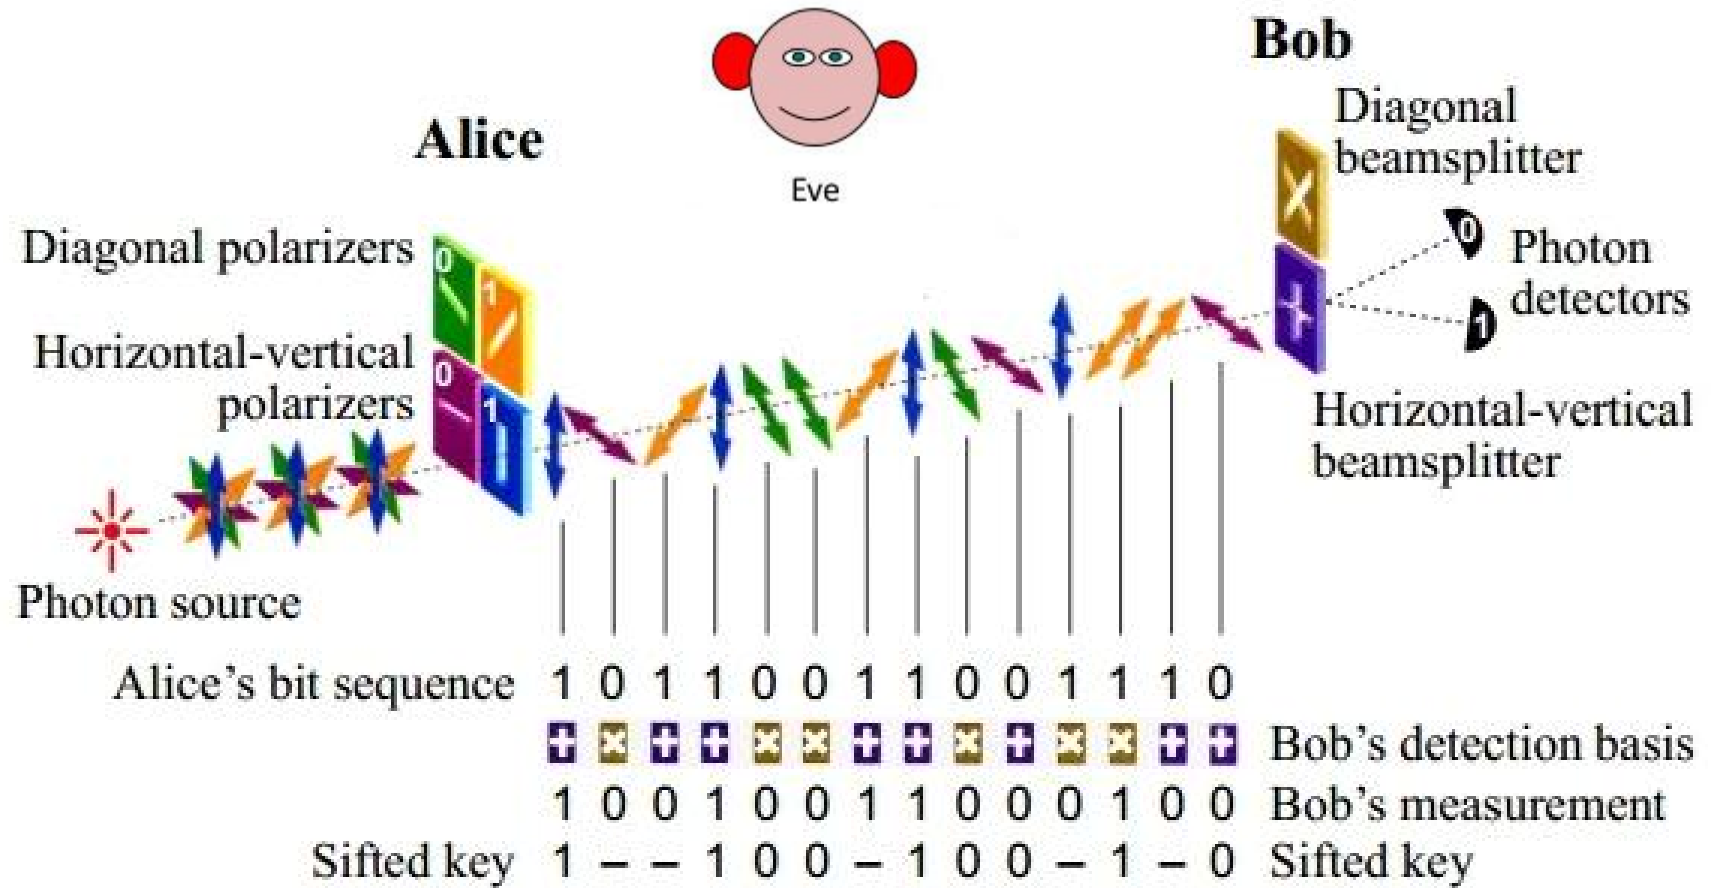 Bob
Diagonal
beamsplitter
Alice
Eve
Diagonal polarizers
0
1
0
Photon
detectors
Horizontal-vertical
polarizers
0
1
1
Horizontal-vertical
beamsplitter
Photon source
Alice's bit sequence 1 0 1 1 0 0 1 1 0 0 1 1 1 0
+ × + + × × + + × + × × + + Bob's detection basis
1 0 0 1 0 0 1 1 0 0 0 1 0 0 Bob's measurement
Sifted key 1 – – 1 0 0 – 1 0 0 – 1 – 0 Sifted key